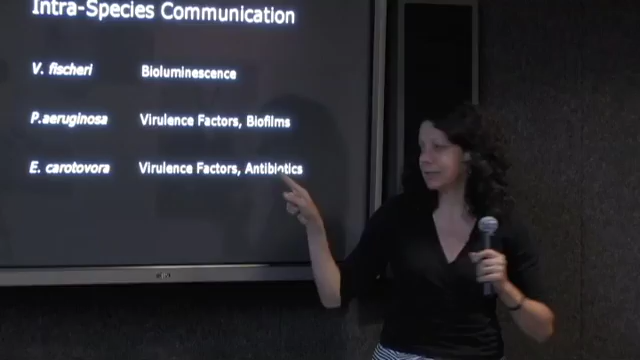 Intra-Species Communication
V. fischeri Bioluminescence
P.aeruginosa Virulence Factors, Biofilms
E. carotovora Virulence Factors, Antibiotics